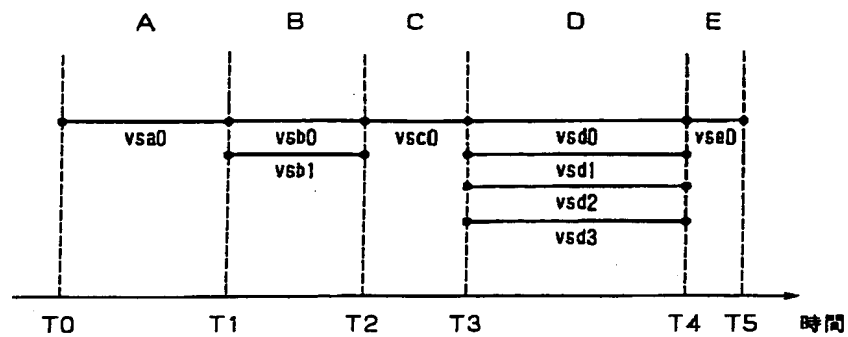 A B C D E
vsa0 vsb0 vsc0 vsd0 vse0
vsb1 vsd1
vsd2
vsd3
T0 T1 T2 T3 T4 T5 時間